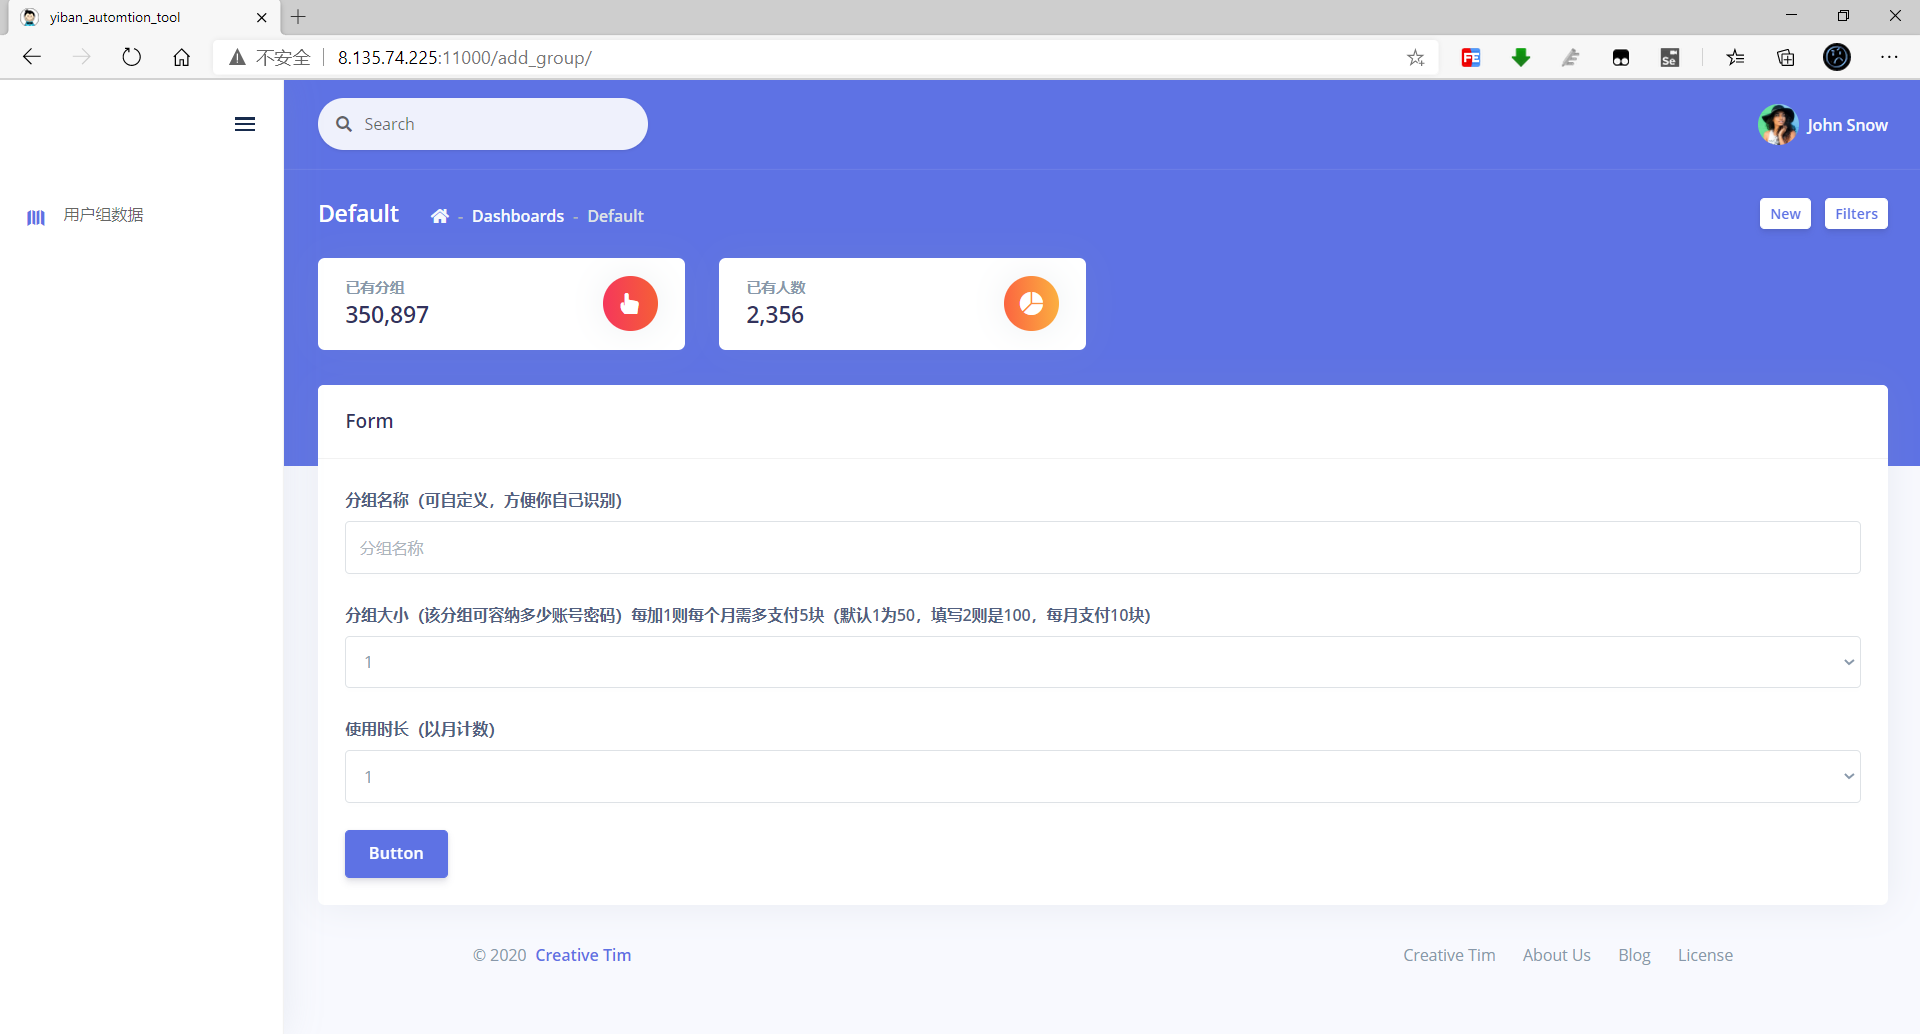 yiban_automtion_tool
不安全
8.135.74.225:11000/add_group/
Se
Search
John Snow
用户组数据
Default - Dashboards - Default
New
Filters
已有分组
350,897
已有人数
2,356
Form
分组名称（可自定义，方便你自己识别）
分组名称
分组大小（该分组可容纳多少账号密码）每加1则每个月需多支付5块（默认1为50，填写2则是100，每月支付10块）
1
使用时长（以月计数）
1
Button
© 2020 Creative Tim
Creative Tim
About Us
Blog
License